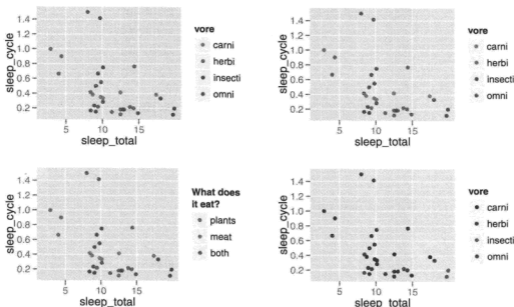 sleep_cycle
1.4
1.2
1.0
0.8
0.6
0.4
0.2
5
10
15
sleep_total
vore
carni
herbi
insecti
omni
sleep_cycle
1.4
1.2
1.0
0.8
0.6
0.4
0.2
5
10
15
sleep_total
vore
carni
herbi
insecti
omni
sleep_cycle
1.4
1.2
1.0
0.8
0.6
0.4
0.2
5
10
15
sleep_total
What does
it eat?
plants
meat
both
sleep_cycle
1.4
1.2
1.0
0.8
0.6
0.4
0.2
5
10
15
sleep_total
vore
carni
herbi
insecti
omni